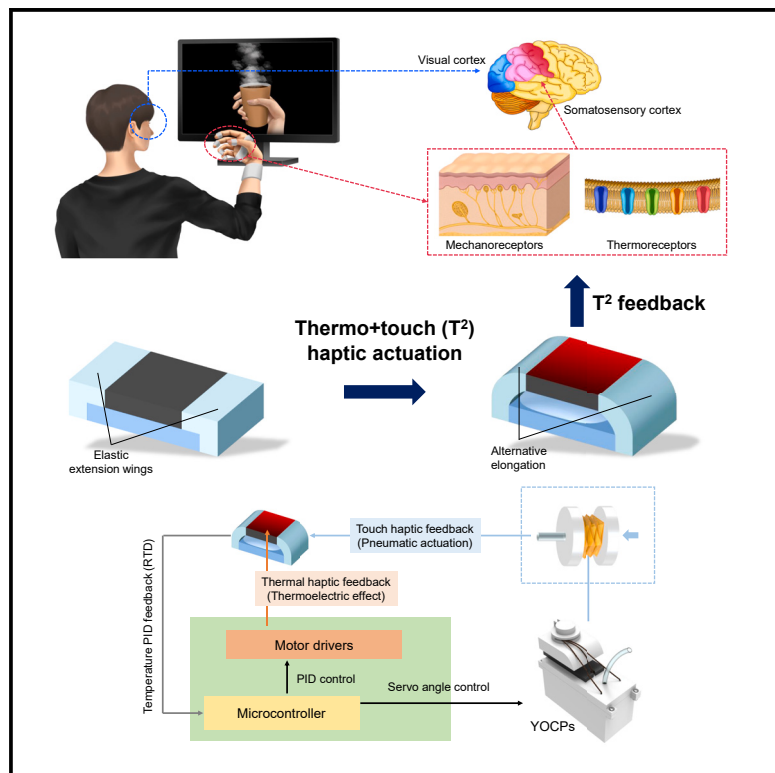 Visual cortex
Somatosensory cortex
Mechanoreceptors
Thermoreceptors
Thermo+touch (T²)
haptic actuation
T² feedback
Elastic
extension wings
Alternative
elongation
Temperature PID feedback (RTD)
Touch haptic feedback
(Pneumatic actuation)
Thermal haptic feedback
(Thermoelectric effect)
Motor drivers
PID control
Microcontroller
Servo angle control
YOCPs